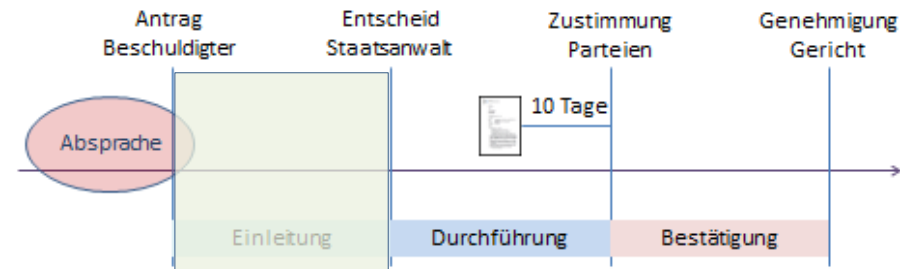 Antrag
Beschuldigter
Entscheid
Staatsanwalt
Zustimmung
Parteien
Genehmigung
Gericht
10 Tage
Absprache
Einleitung
Durchführung
Bestätigung